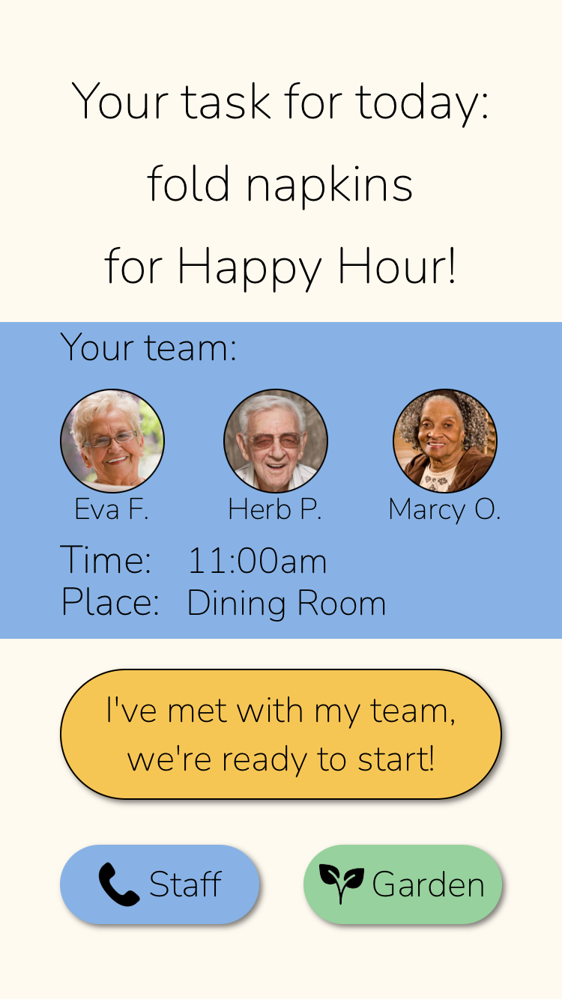 Your task for today:
fold napkins
for Happy Hour!
Your team:
Eva F.
Herb P.
Marcy O.
Time: 11:00am
Place: Dining Room
I've met with my team,
we're ready to start!
Staff
Garden